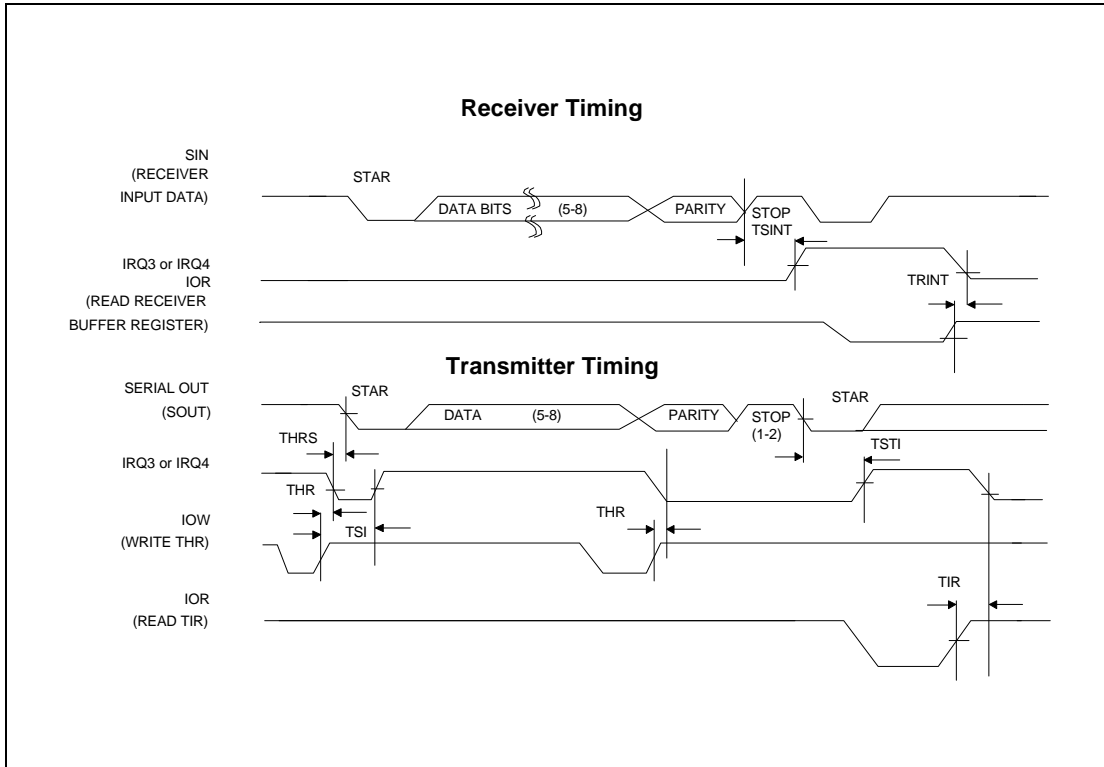 Receiver Timing
SIN
(RECEIVER
INPUT DATA)
STAR
DATA BITS (5-8)
PARITY
STOP
TSINT
IRQ3 or IRQ4
IOR
(READ RECEIVER
BUFFER REGISTER)
TRINT
Transmitter Timing
SERIAL OUT
(SOUT)
STAR
DATA (5-8)
PARITY
STOP
(1-2)
STAR
THRS
TSTI
IRQ3 or IRQ4
THR
THR
IOW
(WRITE THR)
TSI
TIR
IOR
(READ TIR)